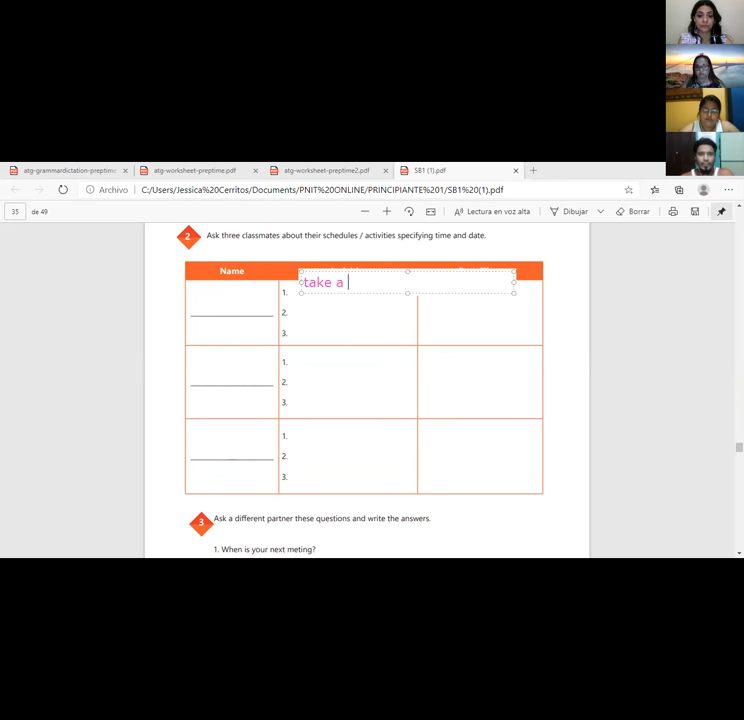 atg-grammardictation-preptime
atg-worksheet-preptime.pdf
atg-worksheet-preptime2.pdf
SB1 (1).pdf
Archivo
C:/Users/Jessica%20Cerritos/Documents/PNIT%20ONLINE/PRINCIPIANTE%201/SB1%20(1).pdf
35 de 49
Lectura en voz alta
Dibujar
Borrar
2 Ask three classmates about their schedules / activities specifying time and date.
Name
take a
1.
2.
3.
1.
2.
3.
1.
2.
3.
3 Ask a different partner these questions and write the answers.
1. When is your next meting?